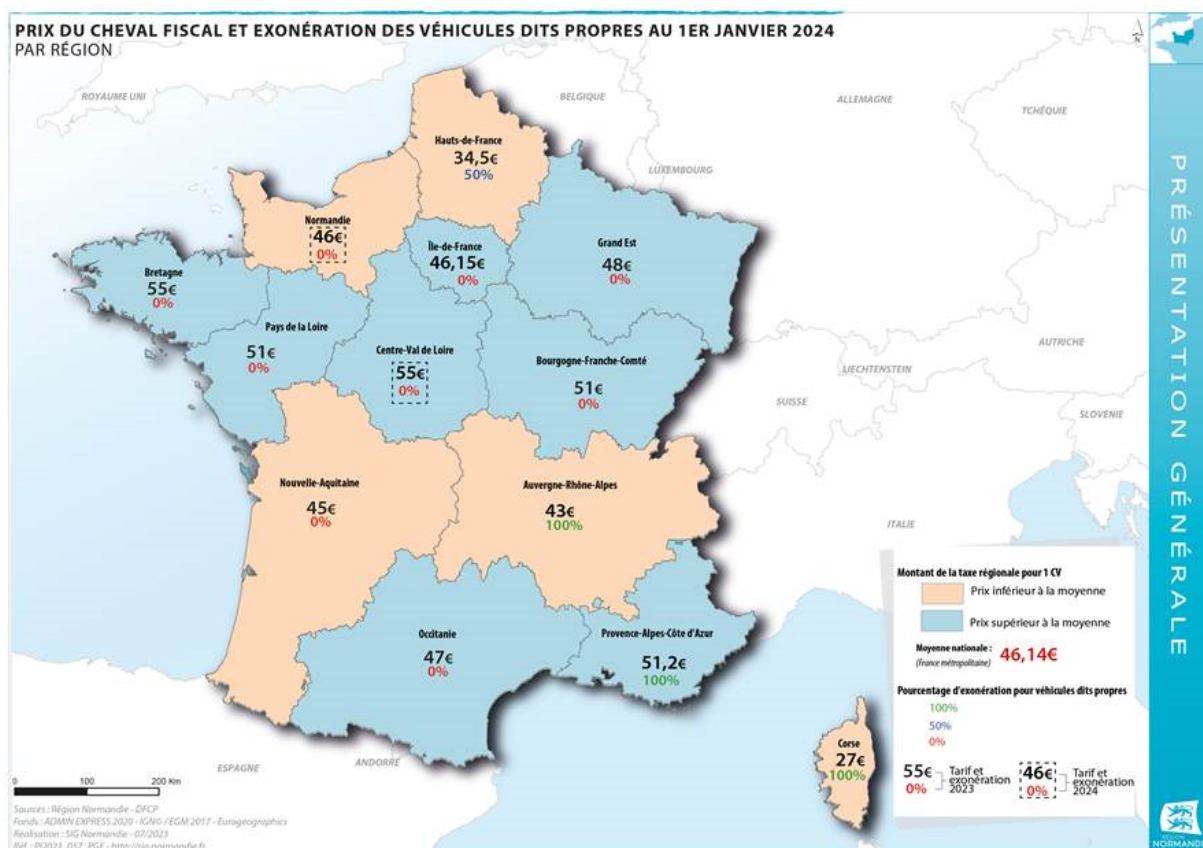 PRIX DU CHEVAL FISCAL ET EXONÉRATION DES VÉHICULES DITS PROPRES AU 1ER JANVIER 2024
PAR RÉGION
N
ROYAUME UNI
BELGIQUE
ALLEMAGNE
TCHÉQUIE
LUXEMBOURG
Hauts-de-France
34,5€
50%
Normandie
46€
0%
Île-de-France
46,15€
0%
Grand Est
48€
0%
Bretagne
55€
0%
Pays de la Loire
51€
0%
Centre-Val de Loire
55€
0%
Bourgogne-Franche-Comté
51€
0%
AUTRICHE
LIECHTENSTEIN
SUISSE
SLOVENIE
Nouvelle-Aquitaine
45€
0%
Auvergne-Rhône-Alpes
43€
100%
ITALIE
Occitanie
47€
0%
Provence-Alpes-Côte d'Azur
51,2€
100%
Corse
27€
100%
ESPAGNE
ANDORRE
Montant de la taxe régionale pour 1 CV
Prix inférieur à la moyenne
Prix supérieur à la moyenne
Moyenne nationale :
(France métropolitaine)
46,14€
Pourcentage d'exonération pour véhicules dits propres
100%
50%
0%
55€
0%
Tarif et
exonération
2023
46€
0%
Tarif et
exonération
2024
0 100 200 Km
Sources : Région Normandie - DFCP
Fonds : ADMIN EXPRESS 2020 - IGN© / EGM 2017 - Eurogeographics
Réalisation : SIG Normandie - 07/2023
Réf : PI2023_057_PGE - http://sig.normandie.fr
PRÉSENTATION GÉNÉRALE
RÉGION
NORMANDIE